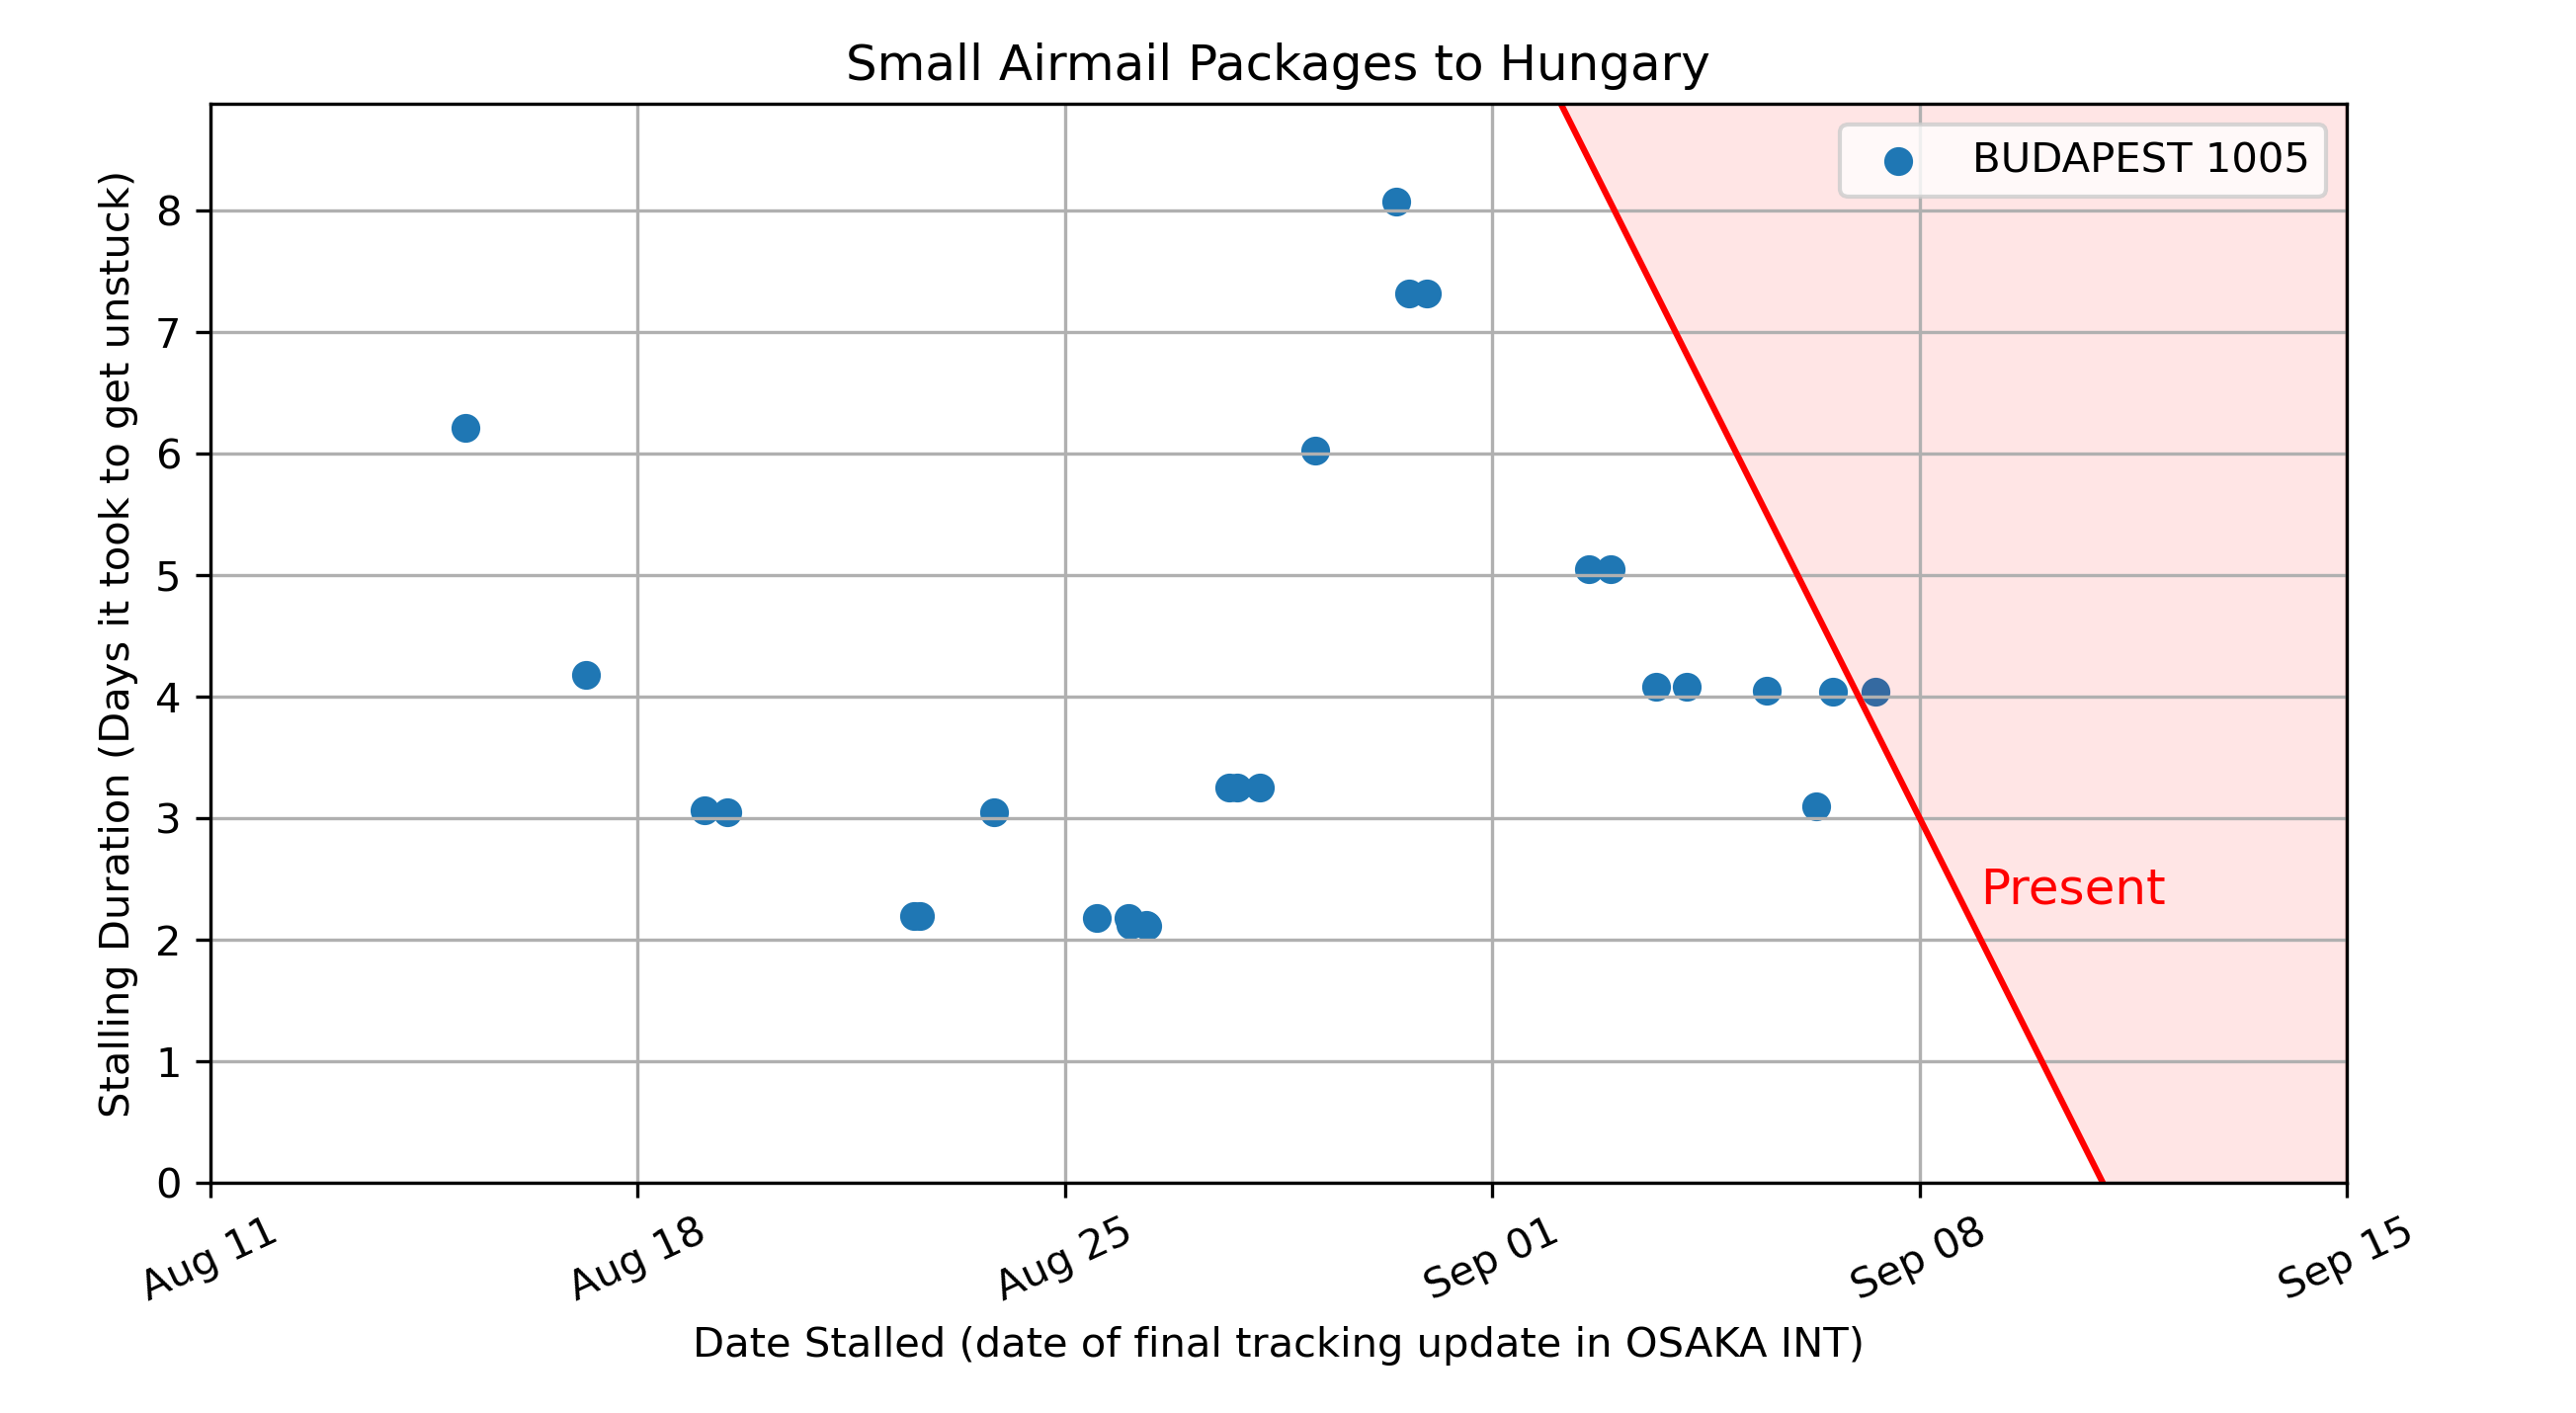 Small Airmail Packages to Hungary
BUDAPEST 1005
Stalling Duration (Days it took to get unstuck)
8
7
6
5
4
3
2
1
0
Present
Aug 11
Aug 18
Aug 25
Sep 01
Sep 08
Sep 15
Date Stalled (date of final tracking update in OSAKA INT)